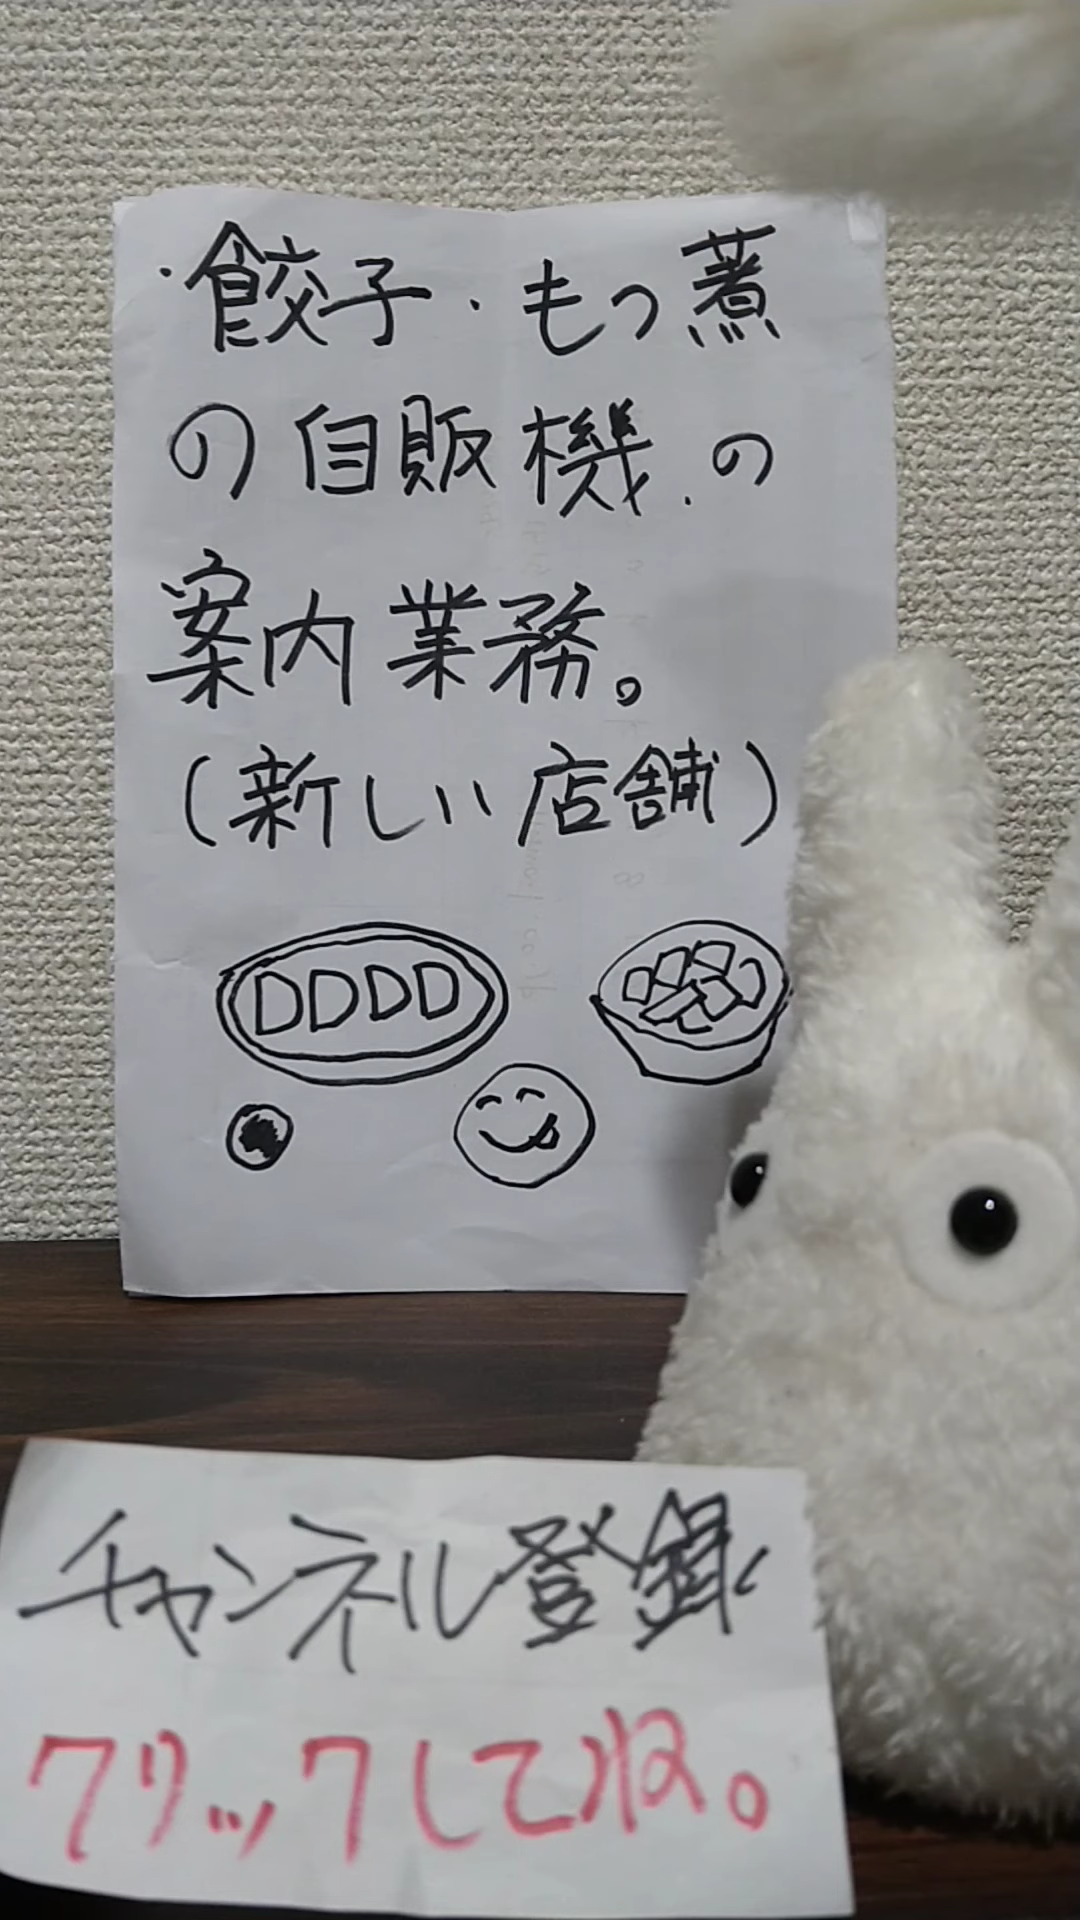 ・餃子・もつ煮
の自販機.の
案内業務。
(新しい店舗)
チャンネル登録
クリックしてね。